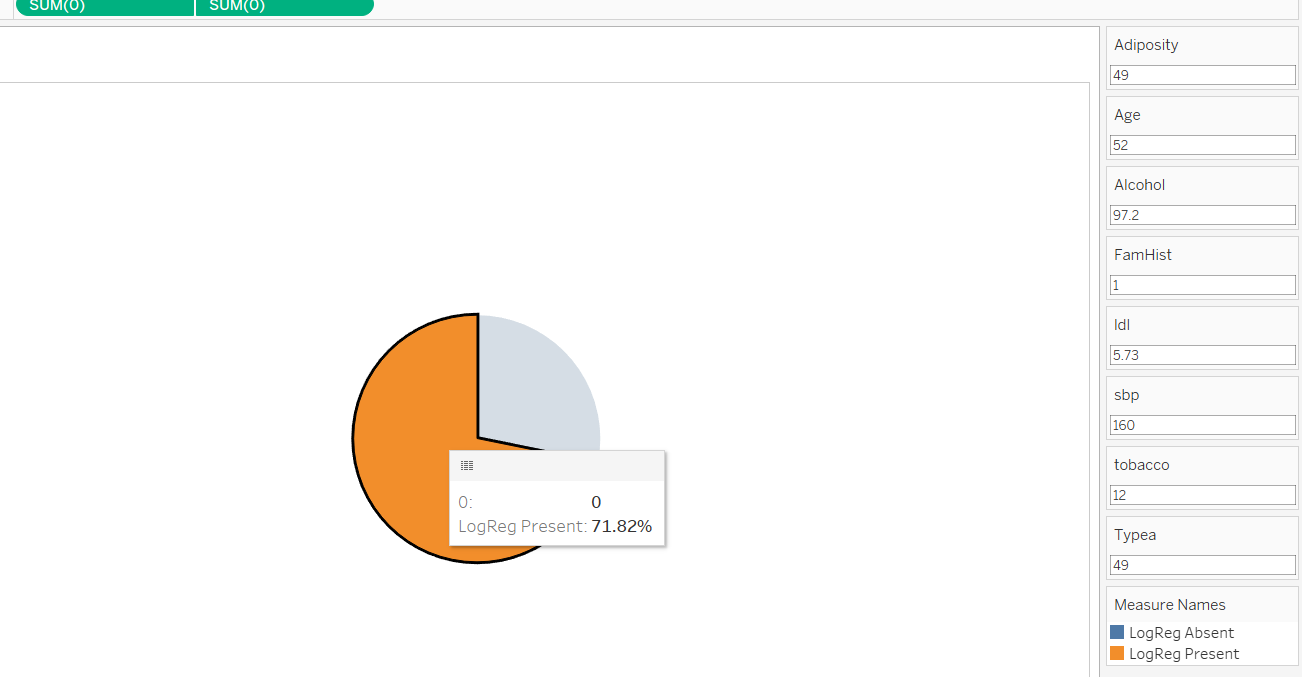 SUM(0) SUM(0)
Adiposity
49
Age
52
Alcohol
97.2
FamHist
1
ldl
5.73
sbp
160
tobacco
12
Typea
49
Measure Names
LogReg Absent
LogReg Present
0: 0
LogReg Present: 71.82%